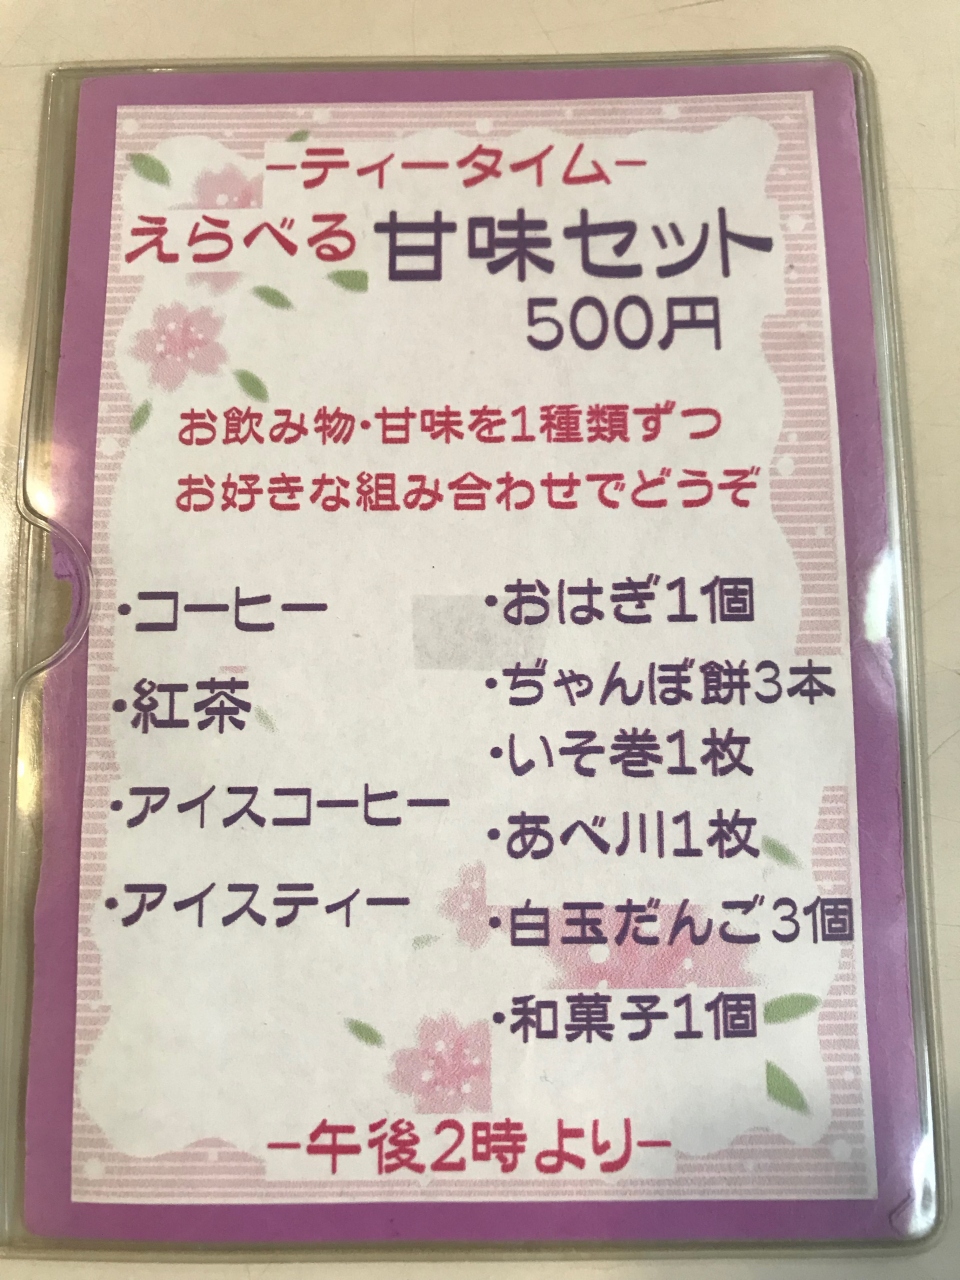 －ティータイム－
えらべる 甘味セット
500円
お飲み物・甘味を1種類ずつ
お好きな組み合わせでどうぞ
・コーヒー
・紅茶
・アイスコーヒー
・アイスティー
・おはぎ1個
・ぢゃんぼ餅3本
・いそ巻1枚
・あべ川1枚
・白玉だんご3個
・和菓子1個
－午後2時より－